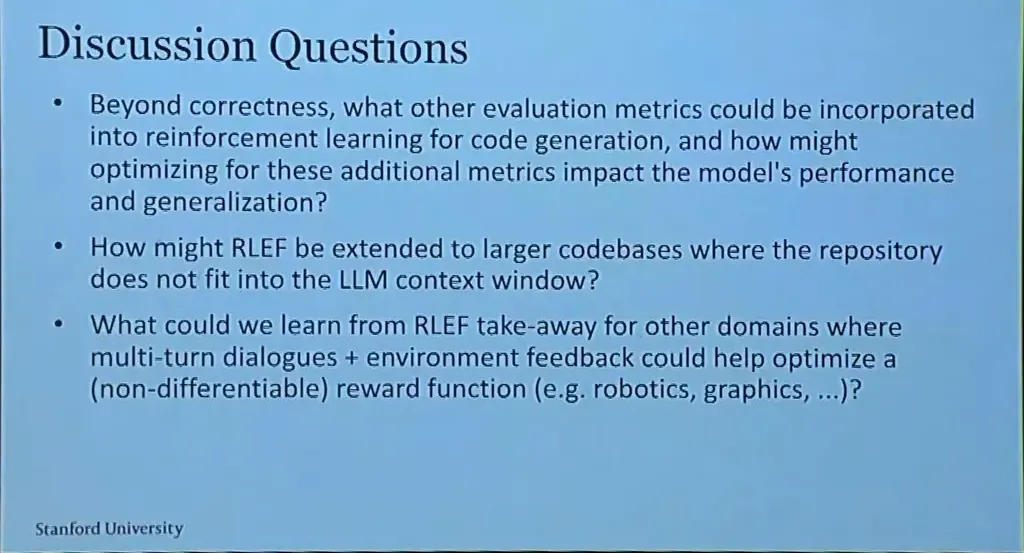 Discussion Questions
• Beyond correctness, what other evaluation metrics could be incorporated
into reinforcement learning for code generation, and how might
optimizing for these additional metrics impact the model's performance
and generalization?
• How might RLEF be extended to larger codebases where the repository
does not fit into the LLM context window?
• What could we learn from RLEF take-away for other domains where
multi-turn dialogues + environment feedback could help optimize a
(non-differentiable) reward function (e.g. robotics, graphics, ...)?
Stanford University